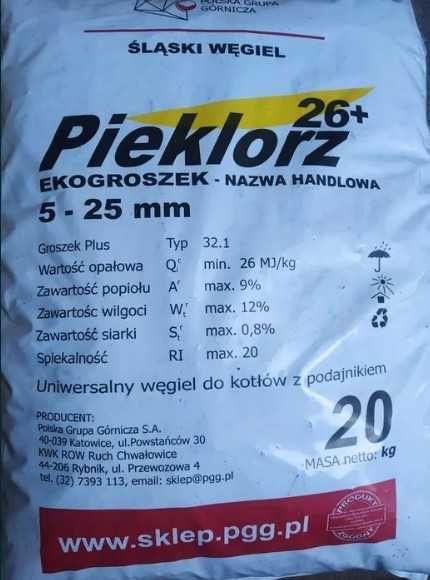 POLSKA GRUPA
GÓRNICZA
ŚLĄSKI WĘGIEL
Pieklorz 26+
EKOGROSZEK - NAZWA HANDLOWA
5 - 25 mm
Groszek Plus Typ 32.1
Wartość opałowa Qᵢʳ min. 26 MJ/kg
Zawartość popiołu Aʳ max. 9%
Zawartośc wilgoci Wₜʳ max. 12%
Zawartość siarki Sₜʳ max. 0,8%
Spiekalność RI max. 20
Uniwersalny węgiel do kotłów z podajnikiem
PRODUCENT:
Polska Grupa Górnicza S.A.
40-039 Katowice, ul.Powstańców 30
KWK ROW Ruch Chwałowice
44-206 Rybnik, ul. Przewozowa 4
tel. (32) 7393 113, email: sklep@pgg.pl
20
MASA netto: kg
www.sklep.pgg.pl
PRODUKT